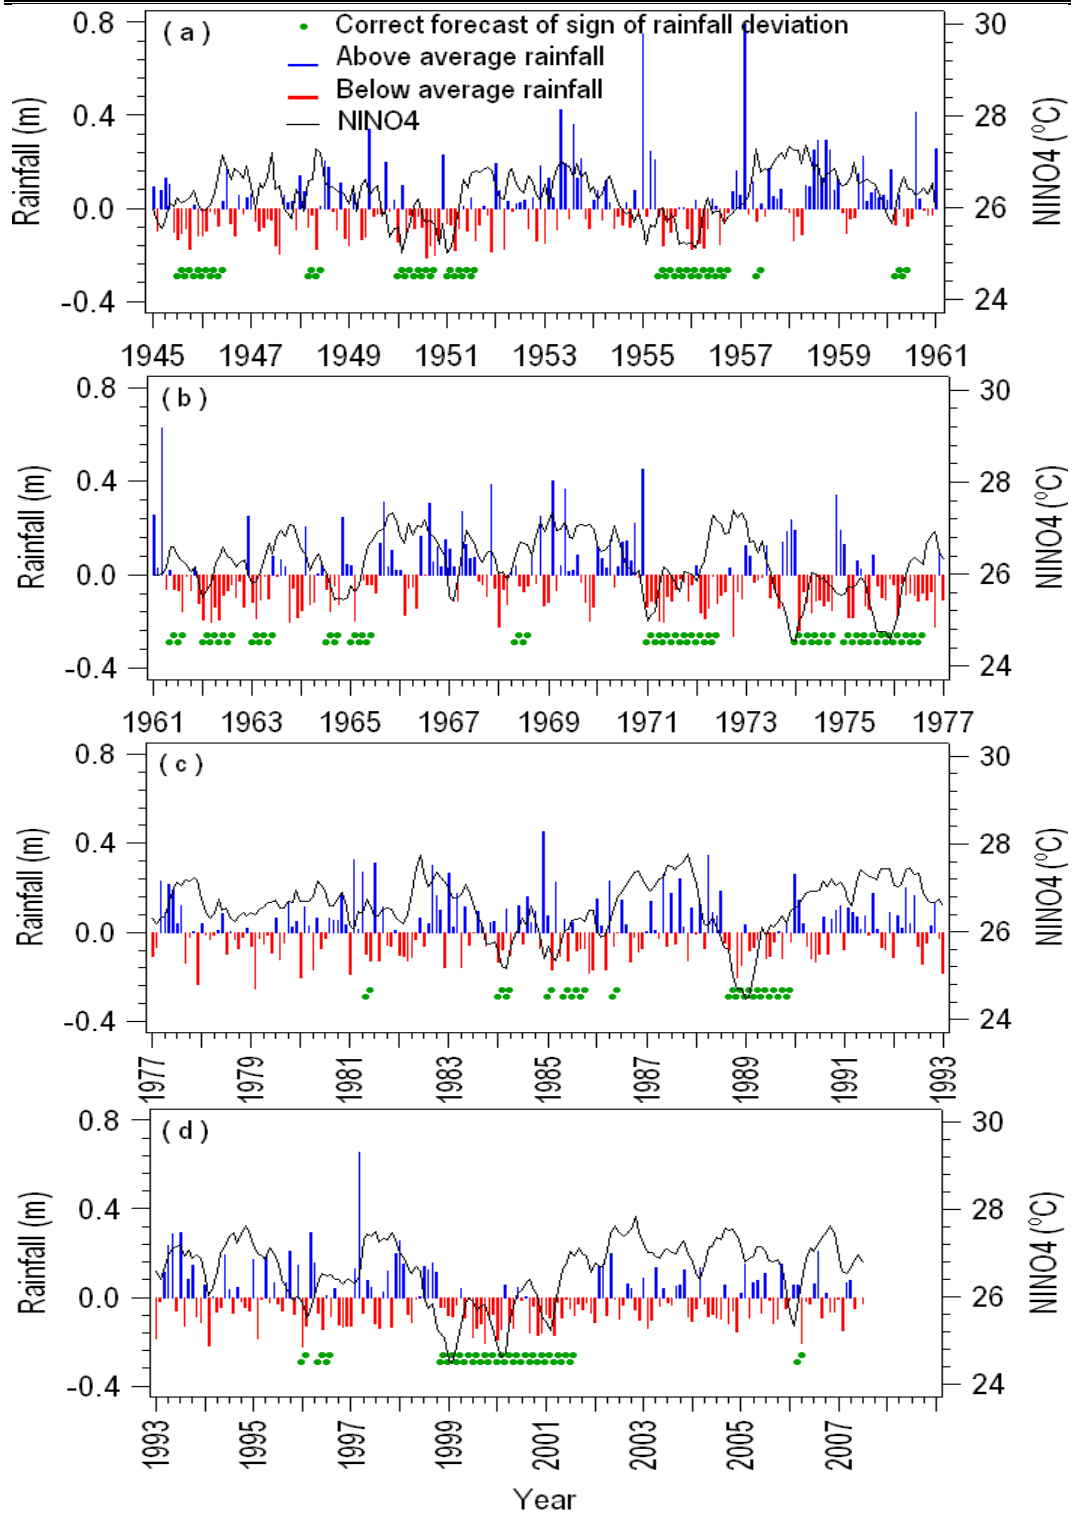 0.8
( a )
Correct forecast of sign of rainfall deviation
30
Above average rainfall
Below average rainfall
0.4
NINO4
28
Rainfall (m)
NINO4 (°C)
0.0
26
-0.4
24
1945 1947 1949 1951 1953 1955 1957 1959 1961
0.8
( b )
30
0.4
28
Rainfall (m)
NINO4 (°C)
0.0
26
-0.4
24
1961 1963 1965 1967 1969 1971 1973 1975 1977
0.8
( c )
30
0.4
28
Rainfall (m)
NINO4 (°C)
0.0
26
-0.4
24
1977 1979 1981 1983 1985 1987 1989 1991 1993
0.8
( d )
30
0.4
28
Rainfall (m)
NINO4 (°C)
0.0
26
-0.4
24
1993 1995 1997 1999 2001 2003 2005 2007
Year